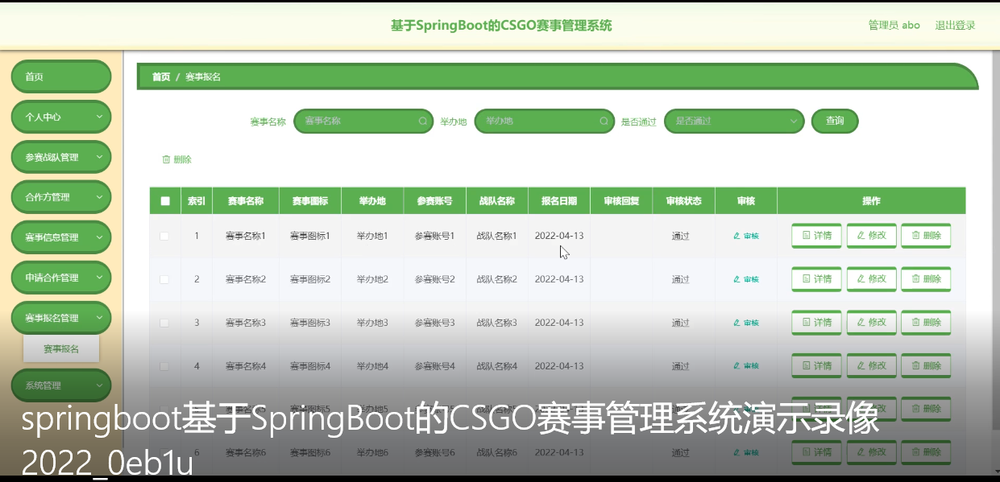 基于SpringBoot的CSGO赛事管理系统
管理员 abo 退出登录
首页
个人中心
参赛战队管理
合作方管理
赛事信息管理
申请合作管理
赛事报名管理
赛事报名
系统管理
首页 / 赛事报名
赛事名称 赛事名称 举办地 举办地 是否通过 是否通过 查询
删除
索引 赛事名称 赛事图标 举办地 参赛账号 战队名称 报名日期 审核回复 审核状态 审核 操作
1 赛事名称1 赛事图标1 举办地1 参赛账号1 战队名称1 2022-04-13 通过 审核 详情 修改 删除
2 赛事名称2 赛事图标2 举办地2 参赛账号2 战队名称2 2022-04-13 通过 审核 详情 修改 删除
3 赛事名称3 赛事图标3 举办地3 参赛账号3 战队名称3 2022-04-13 通过 审核 详情 修改 删除
4 赛事名称4 赛事图标4 举办地4 参赛账号4 战队名称4 2022-04-13 通过 审核 详情 修改 删除
删除
6 赛事名称6 赛事图标6 举办地6 参赛账号6 战队名称6 2022-04-13 通过 审核 详情 修改 删除
springboot基于SpringBoot的CSGO赛事管理系统演示录像
2022_0eb1u